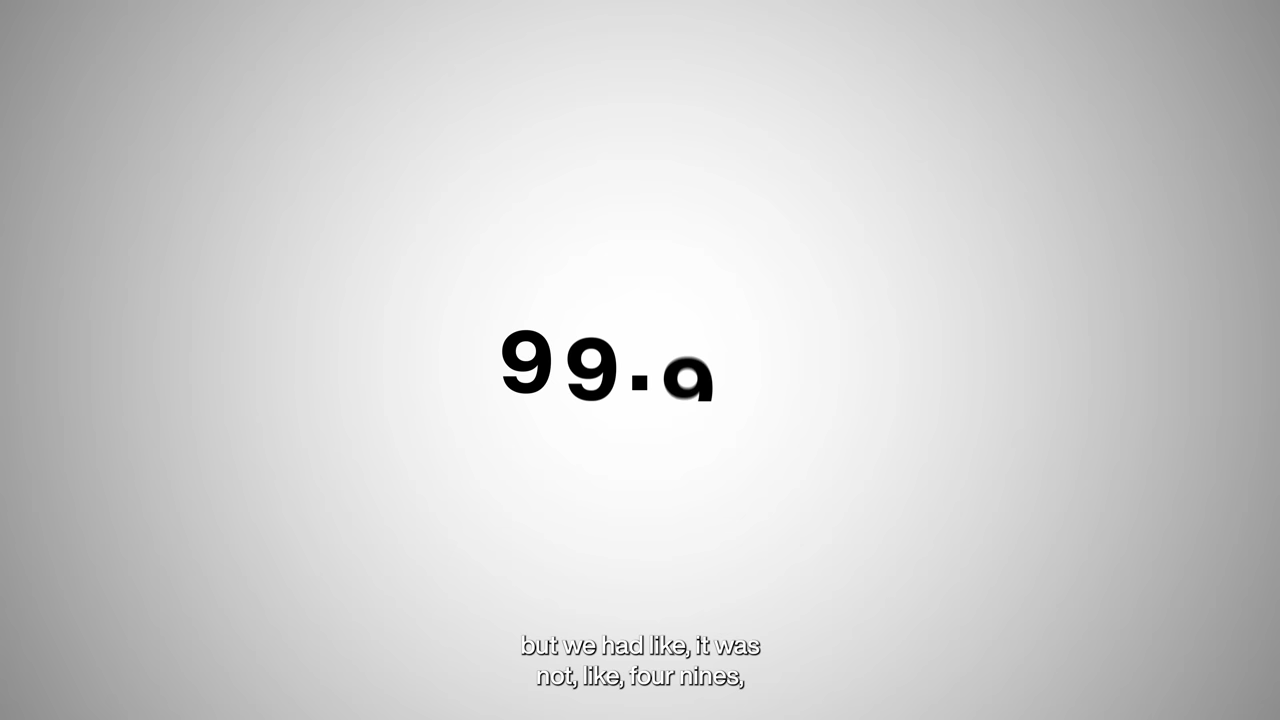 99.9
but we had like, it was
not, like, four nines,